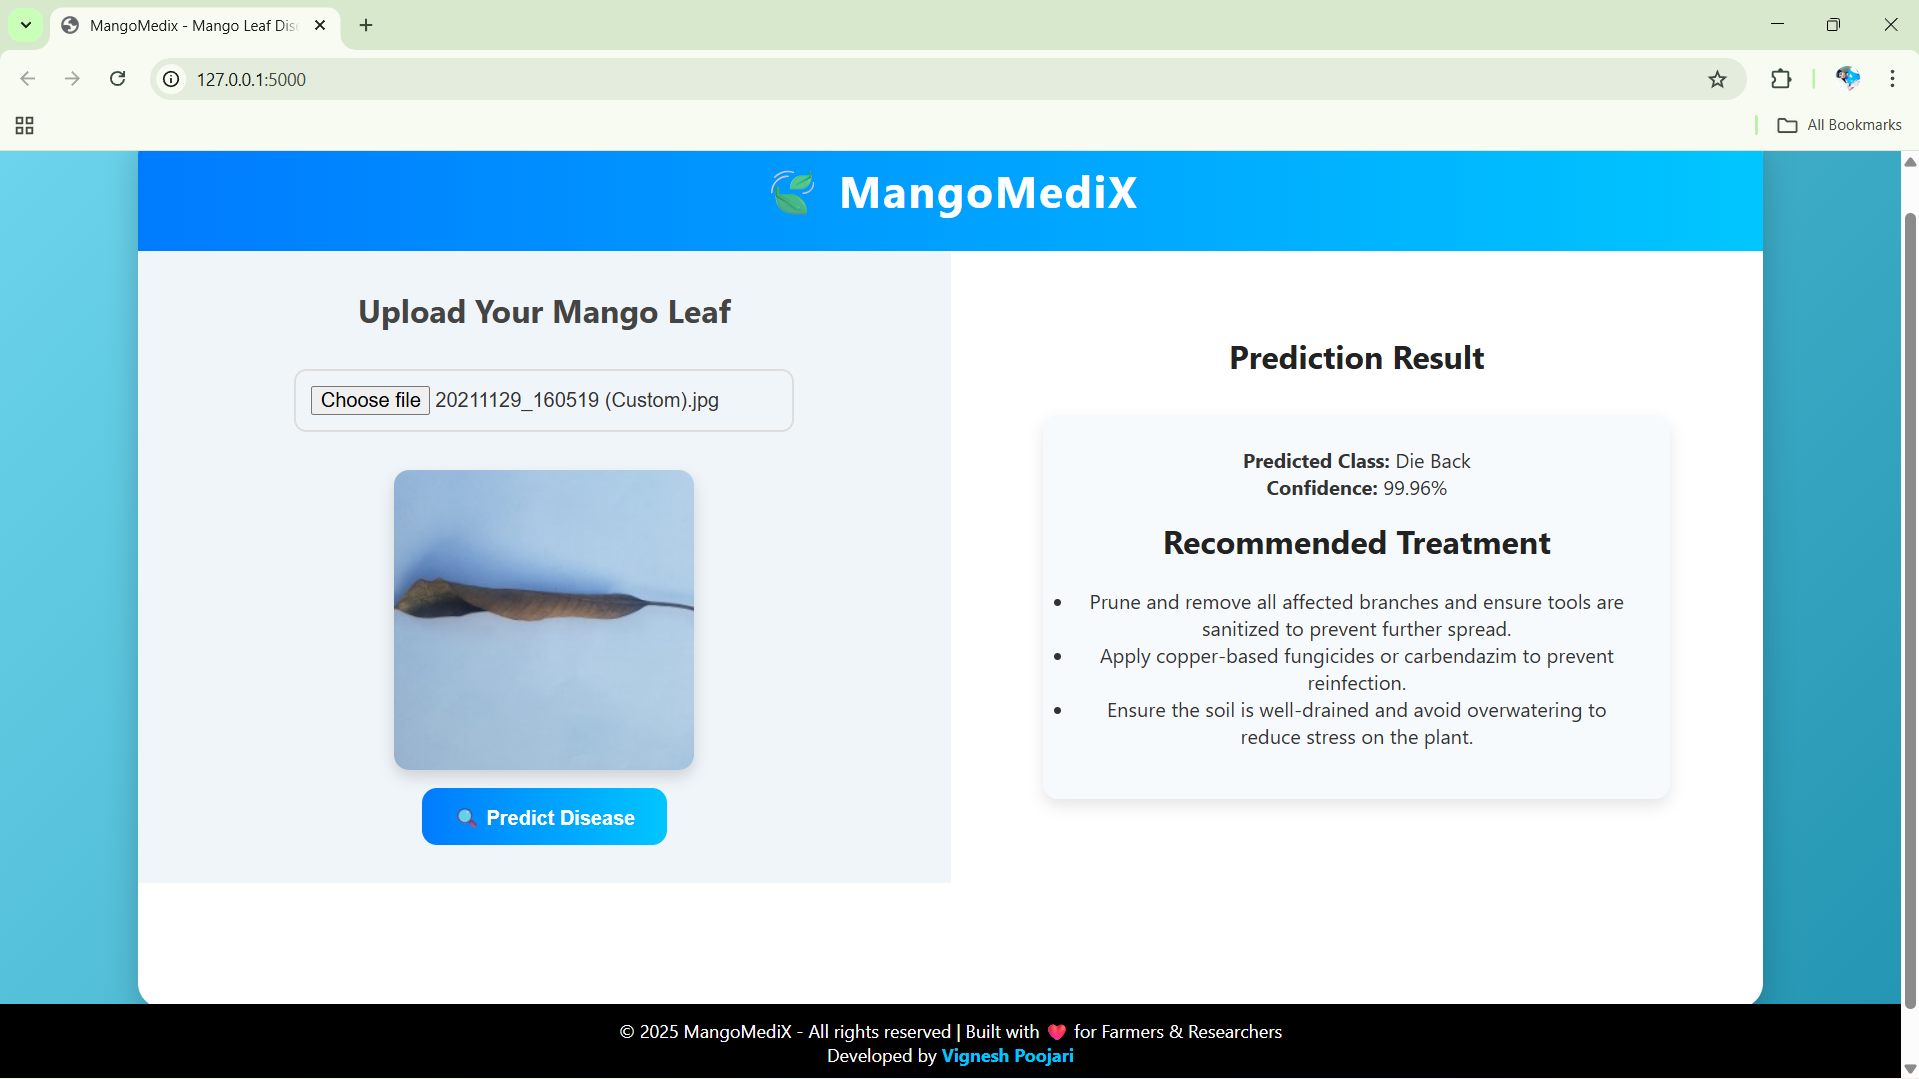 MangoMedix - Mango Leaf Dis
127.0.0.1:5000
All Bookmarks
MangoMediX
Upload Your Mango Leaf
Choose file 20211129_160519 (Custom).jpg
Predict Disease
Prediction Result
Predicted Class: Die Back
Confidence: 99.96%
Recommended Treatment
• Prune and remove all affected branches and ensure tools are
sanitized to prevent further spread.
• Apply copper-based fungicides or carbendazim to prevent
reinfection.
• Ensure the soil is well-drained and avoid overwatering to
reduce stress on the plant.
© 2025 MangoMediX - All rights reserved | Built with ❤️ for Farmers & Researchers
Developed by Vignesh Poojari